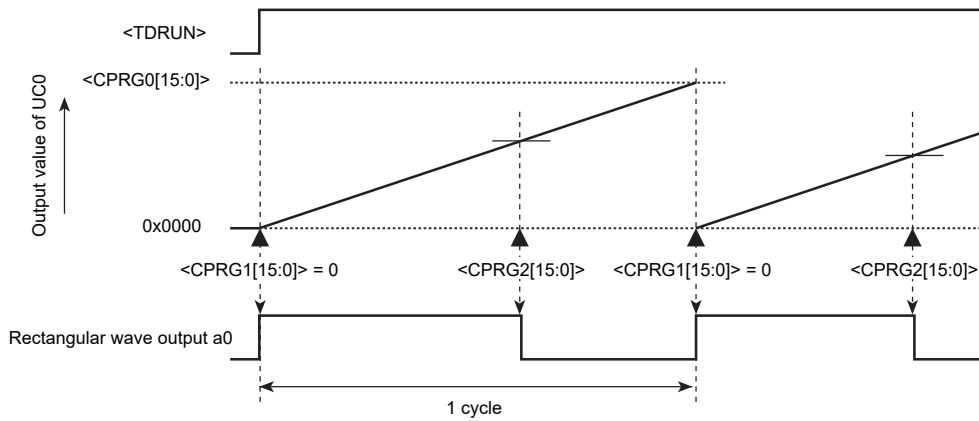 <TDRUN>
<CPRG0[15:0]>
Output value of UC0
0x0000
<CPRG1[15:0]> = 0
<CPRG2[15:0]>
<CPRG1[15:0]> = 0
<CPRG2[15:0]>
Rectangular wave output a0
1 cycle